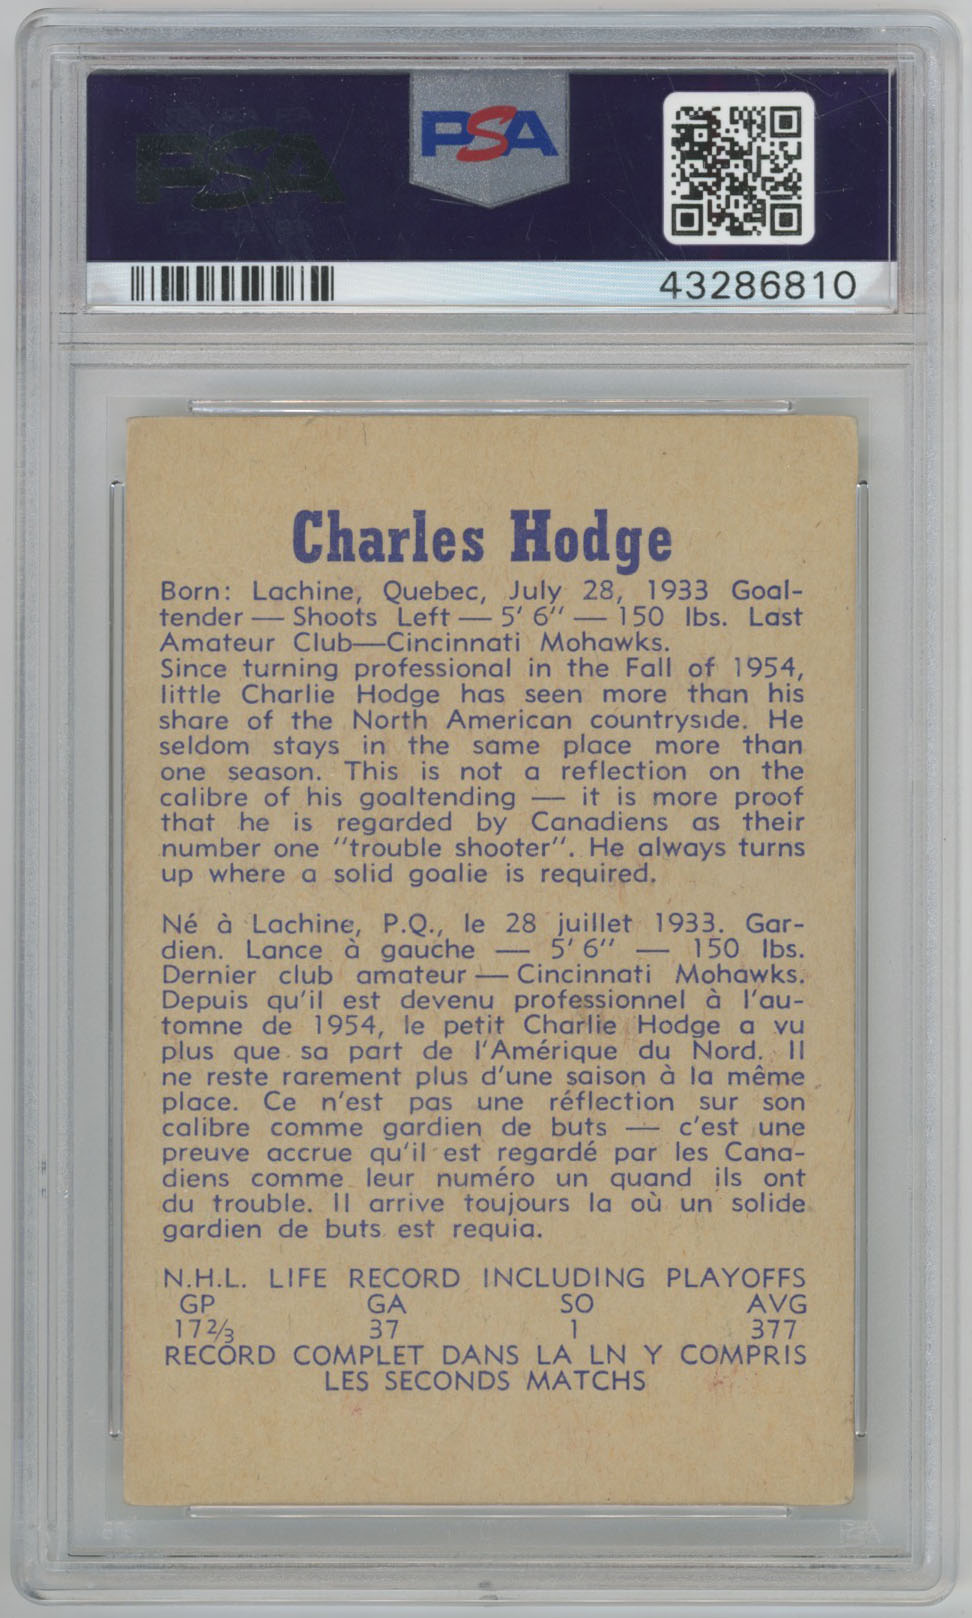 PSA
PSA
43286810
Charles Hodge
Born: Lachine, Quebec, July 28, 1933 Goal-
tender — Shoots Left — 5' 6" — 150 lbs. Last
Amateur Club—Cincinnati Mohawks.
Since turning professional in the Fall of 1954,
little Charlie Hodge has seen more than his
share of the North American countryside. He
seldom stays in the same place more than
one season. This is not a reflection on the
calibre of his goaltending — it is more proof
that he is regarded by Canadiens as their
number one "trouble shooter". He always turns
up where a solid goalie is required.
Né à Lachine, P.Q., le 28 juillet 1933. Gar-
dien. Lance à gauche — 5' 6" — 150 lbs.
Dernier club amateur — Cincinnati Mohawks.
Depuis qu'il est devenu professionnel à l'au-
tomne de 1954, le petit Charlie Hodge a vu
plus que sa part de l'Amérique du Nord. Il
ne reste rarement plus d'une saison à la même
place. Ce n'est pas une réflection sur son
calibre comme gardien de buts — c'est une
preuve accrue qu'il est regardé par les Cana-
diens comme leur numéro un quand ils ont
du trouble. Il arrive toujours la où un solide
gardien de buts est requia.
N.H.L. LIFE RECORD INCLUDING PLAYOFFS
GP GA SO AVG
17⅔ 37 1 377
RECORD COMPLET DANS LA LN Y COMPRIS
LES SECONDS MATCHS